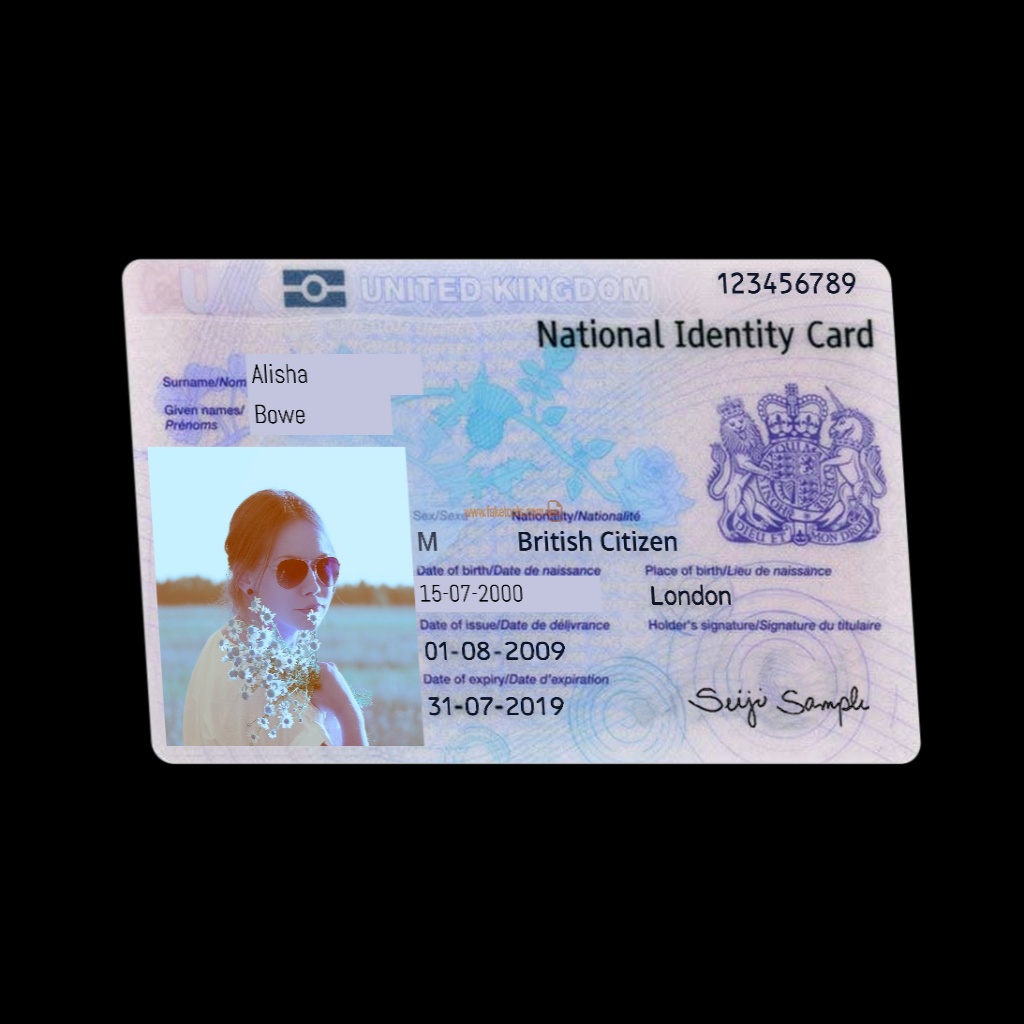 UNITED KINGDOM
123456789
National Identity Card
Surname/Nom Alisha
Given names/ Bowe
Prénoms
Sex/Sexe Nationality/Nationalité
M British Citizen
Date of birth/Date de naissance Place of birth/Lieu de naissance
15-07-2000 London
Date of issue/Date de délivrance Holder's signature/Signature du titulaire
01-08-2009
Date of expiry/Date d'expiration
31-07-2019 Seiji Sample
DIEU ET MON DROIT